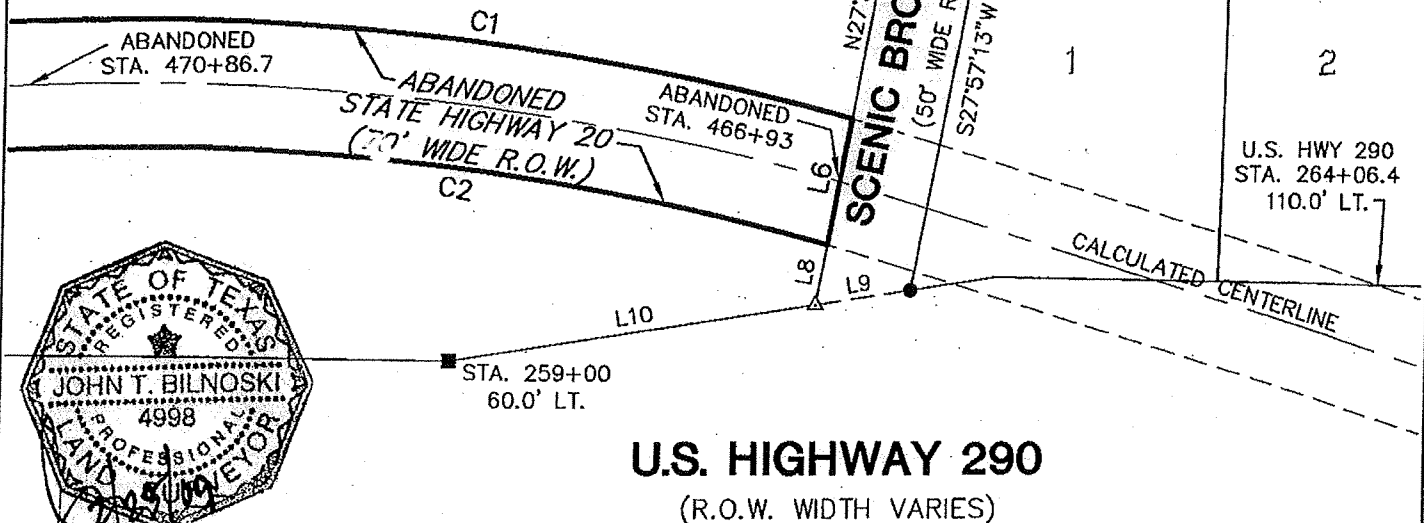 C1
ABANDONED
STA. 470+86.7
ABANDONED
STATE HIGHWAY 20
(70' WIDE R.O.W.)
C2
ABANDONED
STA. 466+93
L6
N27°
SCENIC BRO
(50' WIDE R
S27°57'13"W
1
2
U.S. HWY 290
STA. 264+06.4
110.0' LT.
CALCULATED CENTERLINE
L8
L9
L10
STA. 259+00
60.0' LT.
STATE OF TEXAS
REGISTERED
JOHN T. BILNOSKI
4998
PROFESSIONAL
LAND SURVEYOR
U.S. HIGHWAY 290
(R.O.W. WIDTH VARIES)